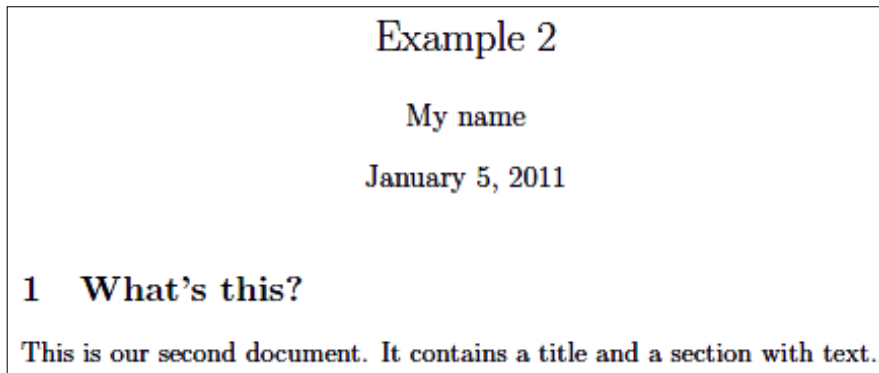 Example 2
My name
January 5, 2011
1 What's this?
This is our second document. It contains a title and a section with text.